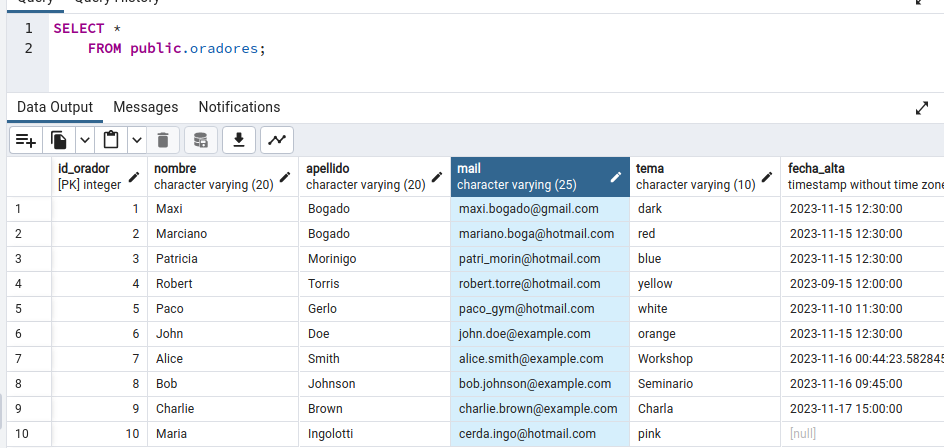 Query Query History
1 SELECT *
2 FROM public.oradores;
Data Output Messages Notifications
id_orador nombre apellido mail tema fecha_alta
[PK] integer character varying (20) character varying (20) character varying (25) character varying (10) timestamp without time zone
1 1 Maxi Bogado maxi.bogado@gmail.com dark 2023-11-15 12:30:00
2 2 Marciano Bogado mariano.boga@hotmail.com red 2023-11-15 12:30:00
3 3 Patricia Morinigo patri_morin@hotmail.com blue 2023-11-15 12:30:00
4 4 Robert Torris robert.torre@hotmail.com yellow 2023-09-15 12:00:00
5 5 Paco Gerlo paco_gym@hotmail.com white 2023-11-10 11:30:00
6 6 John Doe john.doe@example.com orange 2023-11-15 12:30:00
7 7 Alice Smith alice.smith@example.com Workshop 2023-11-16 00:44:23.582845
8 8 Bob Johnson bob.johnson@example.com Seminario 2023-11-16 09:45:00
9 9 Charlie Brown charlie.brown@example.com Charla 2023-11-17 15:00:00
10 10 Maria Ingolotti cerda.ingo@hotmail.com pink [null]